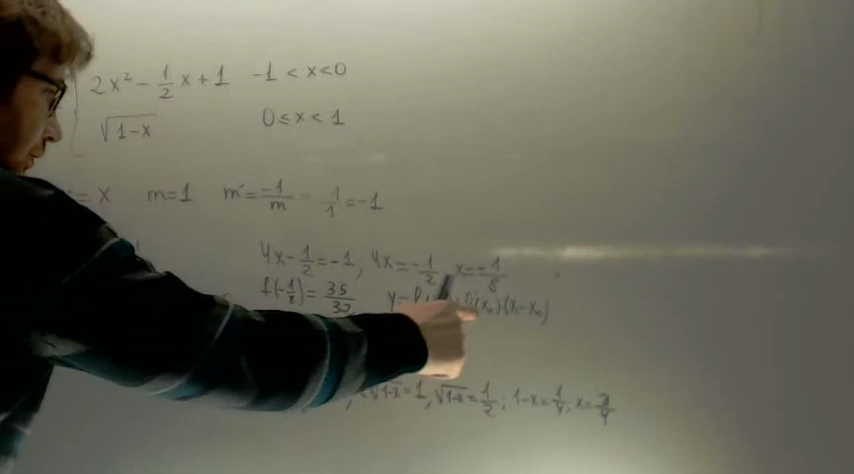 2x² - 1/2 x + 1 -1 < x < 0
√1-x 0 ≤ x < 1
= x m=1 m'= -1/m = -1/1 = -1
4x - 1/2 = -1, 4x = -1/2, x = -1/8
f(-1/8) = 35/32 y - (x₀)(x-x₀)
√1-x = 1, √1-x = 1/2; 1-x = 1/4, x = 3/4